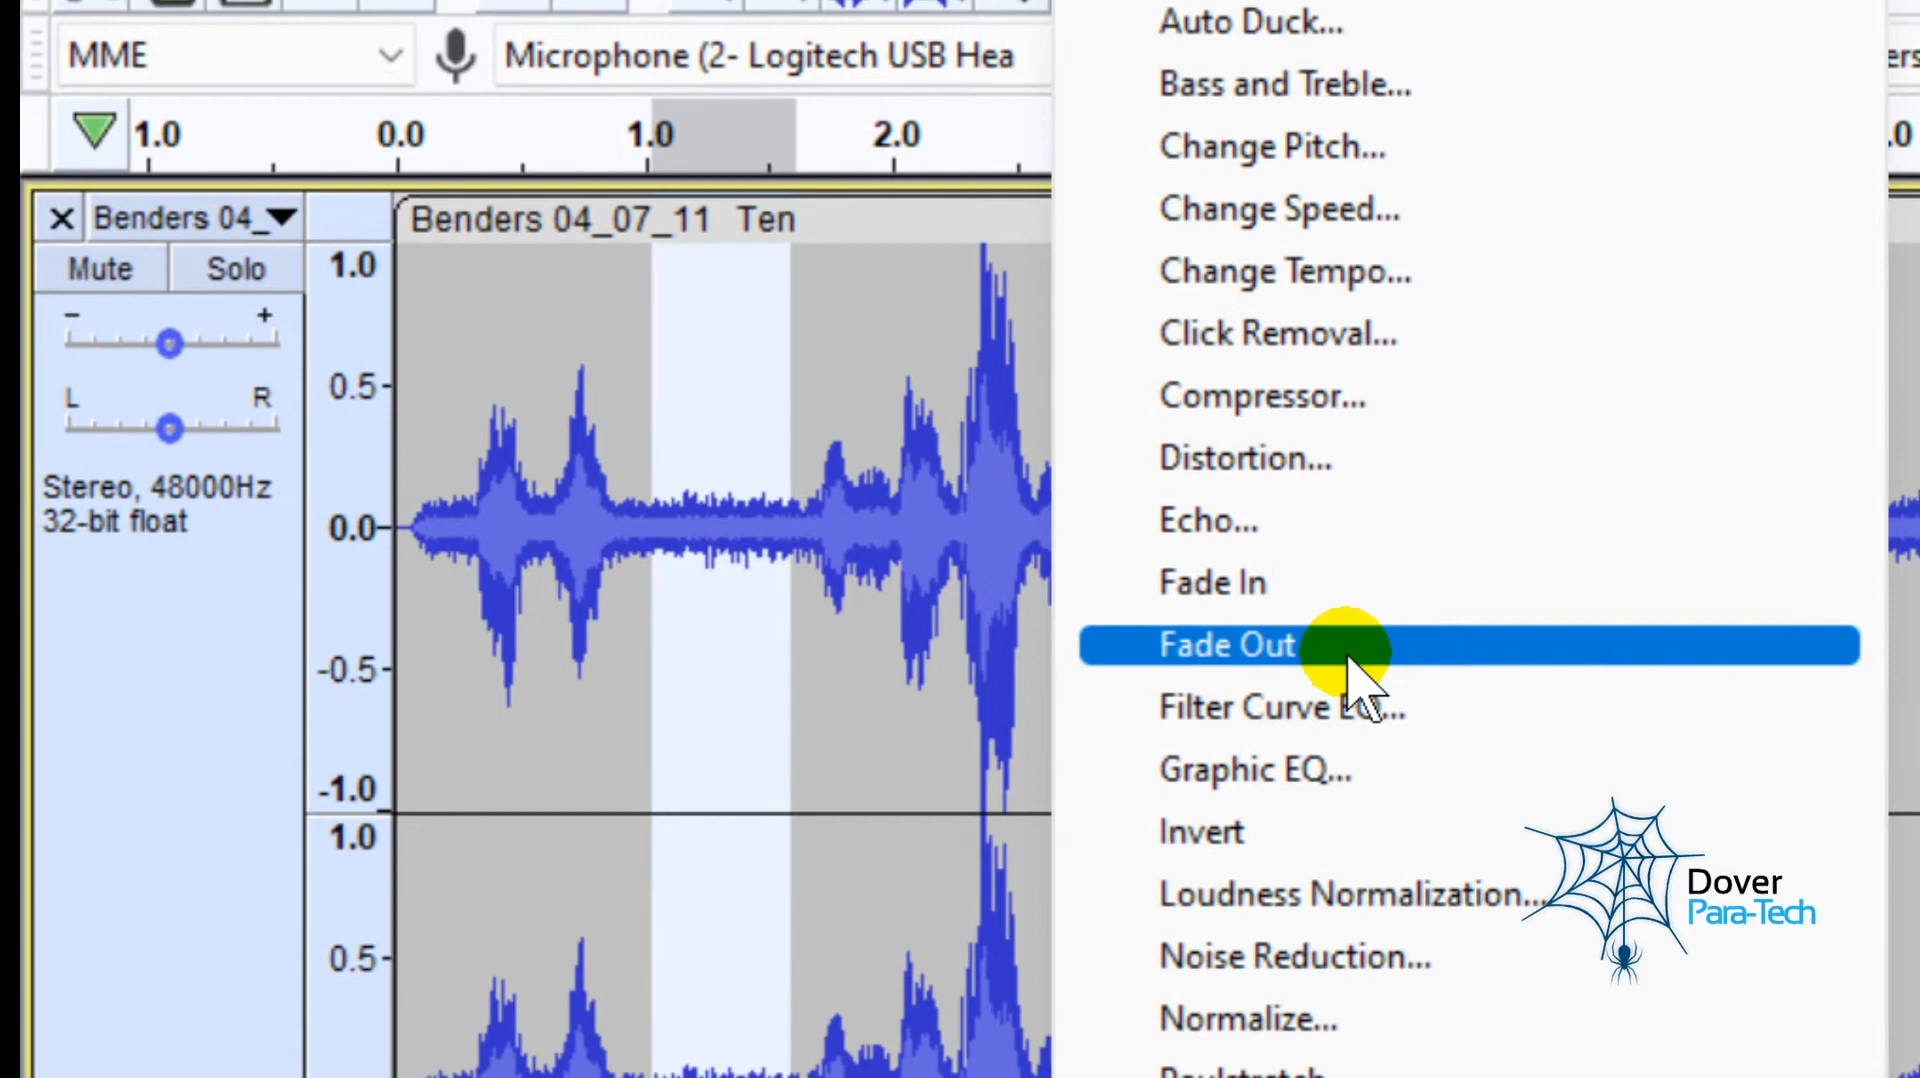 MME
Microphone (2- Logitech USB Hea
1.0 0.0 1.0 2.0
Benders 04_
Benders 04_07_11 Ten
Mute Solo
- +
L R
Stereo, 48000Hz
32-bit float
1.0
0.5
0.0
-0.5
-1.0
1.0
0.5
Auto Duck...
Bass and Treble...
Change Pitch...
Change Speed...
Change Tempo...
Click Removal...
Compressor...
Distortion...
Echo...
Fade In
Fade Out
Filter Curve EQ...
Graphic EQ...
Invert
Loudness Normalization...
Noise Reduction...
Normalize...
Dover
Para-Tech